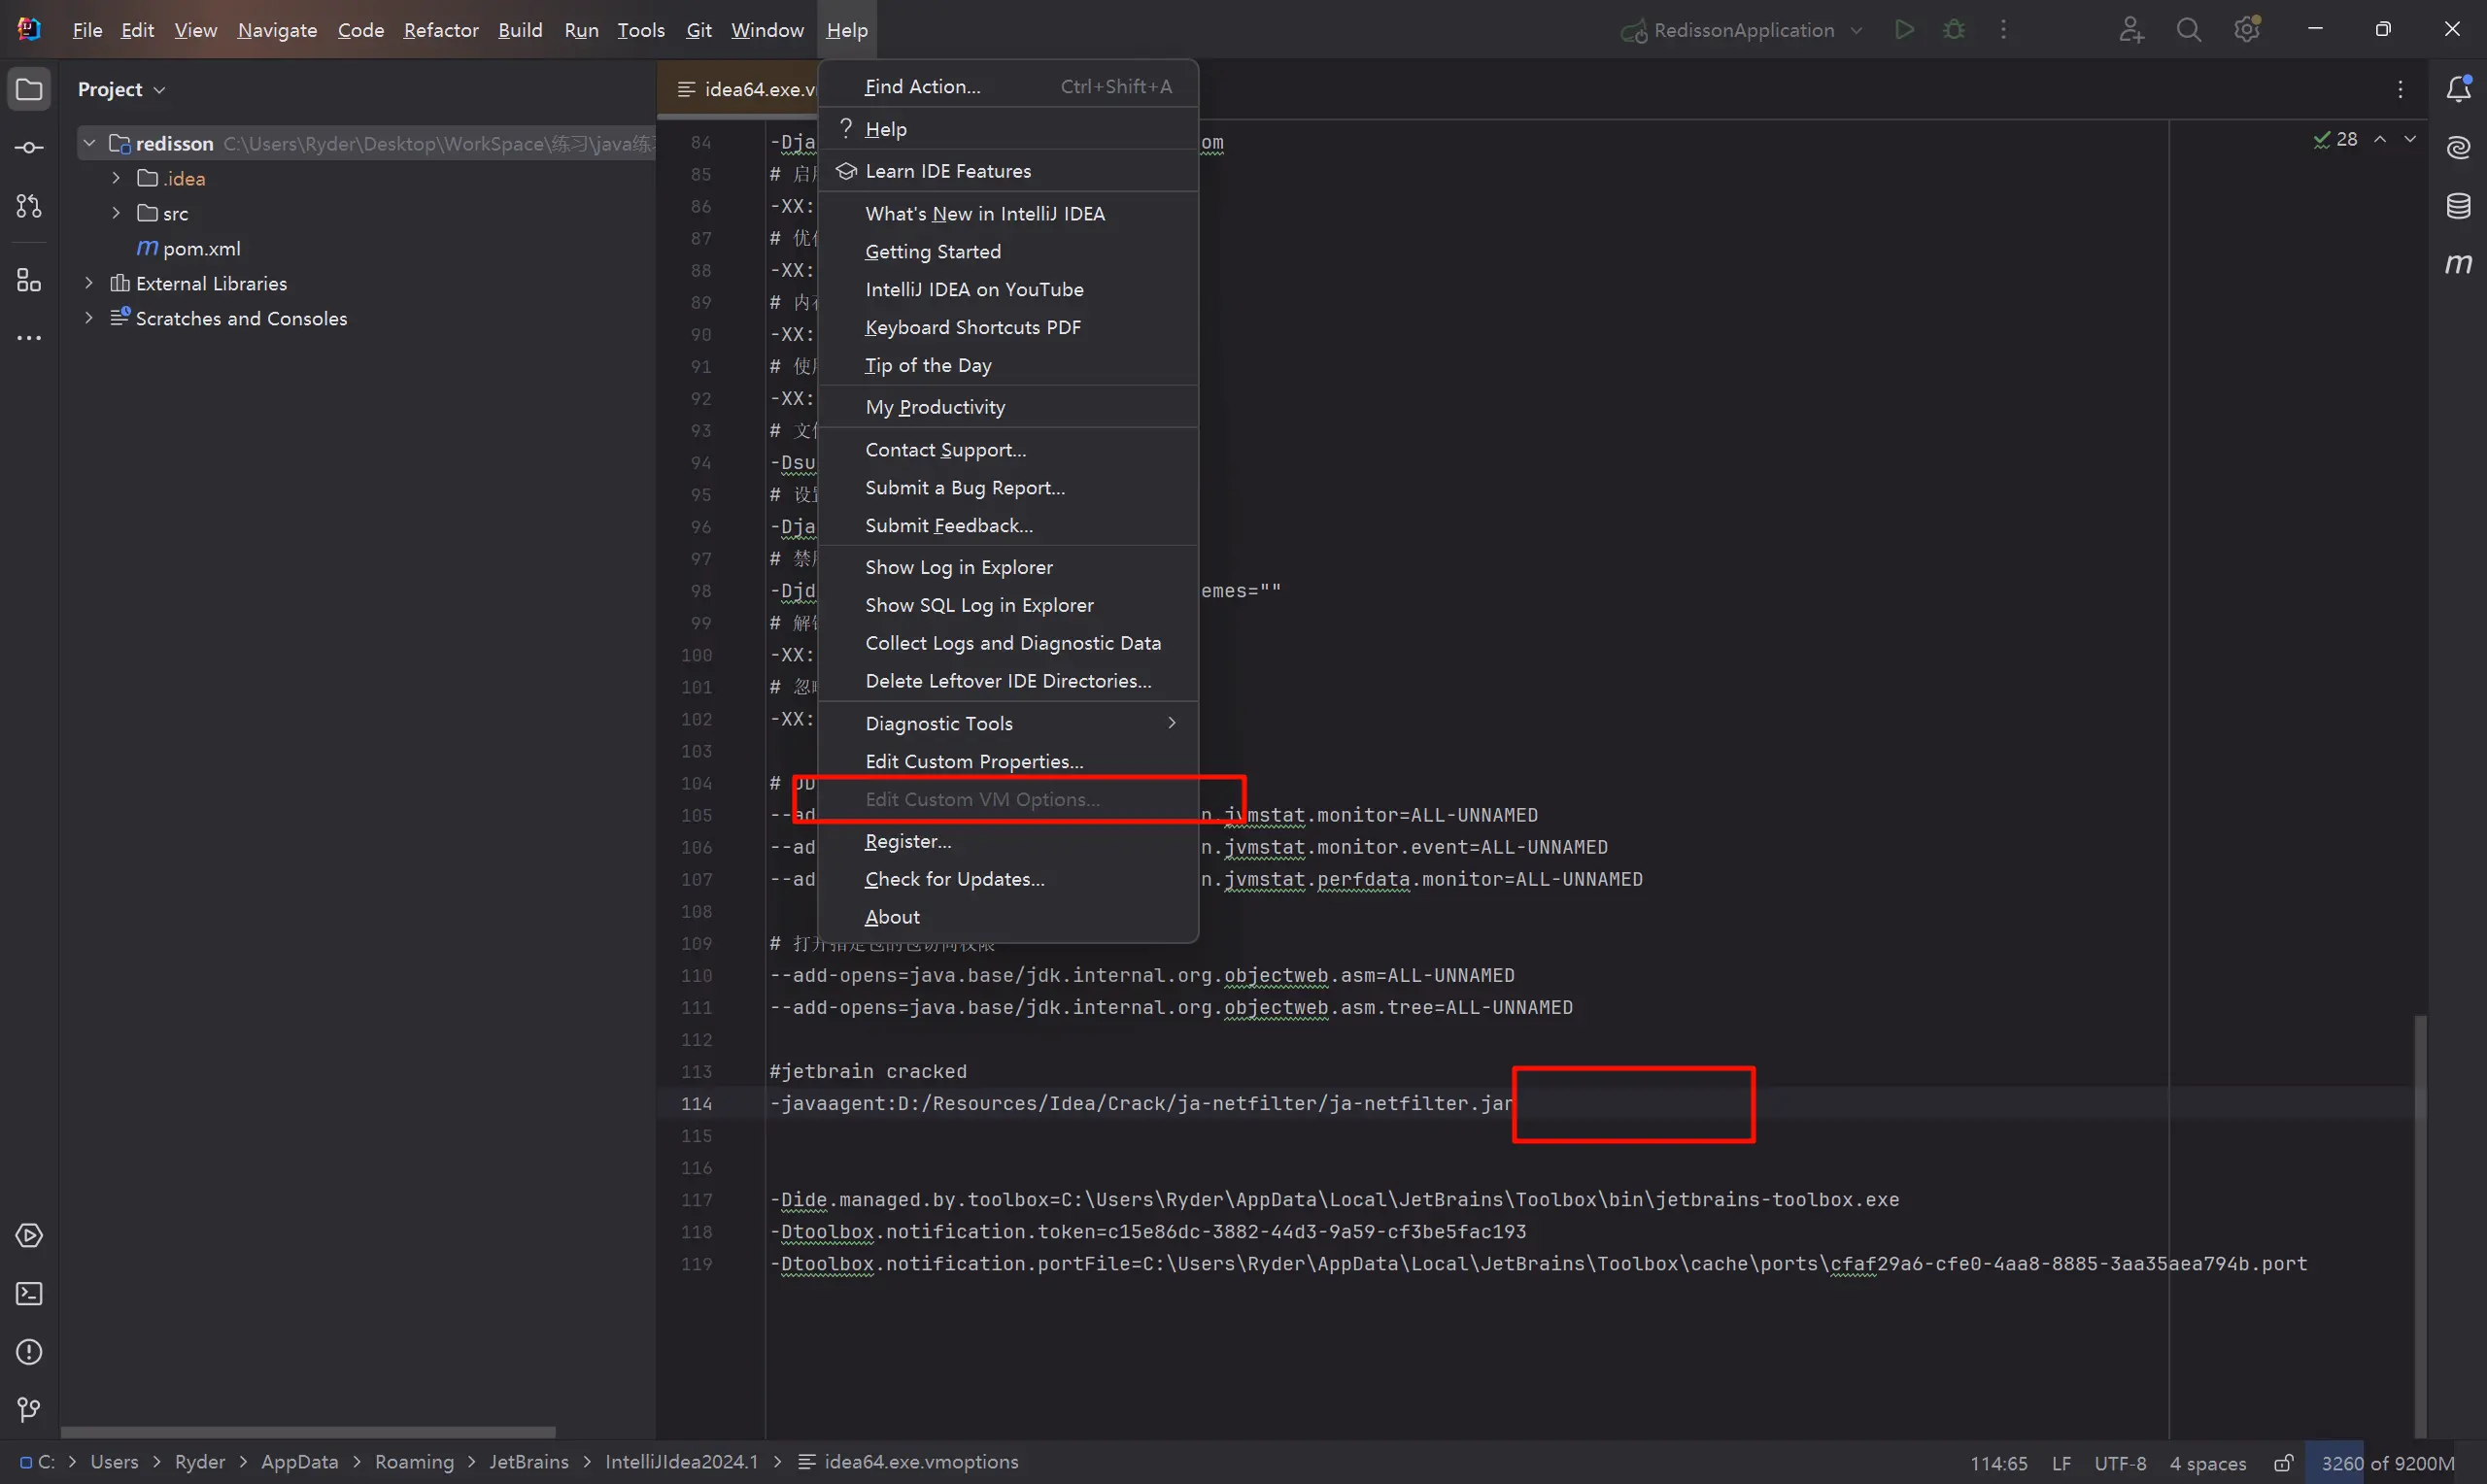 File Edit View Navigate Code Refactor Build Run Tools Git Window Help
RedissonApplication
Project
idea64.exe.v
redisson C:\Users\Ryder\Desktop\WorkSpace\练习\java练
.idea
src
pom.xml
External Libraries
Scratches and Consoles
Find Action... Ctrl+Shift+A
? Help
Learn IDE Features
What's New in IntelliJ IDEA
Getting Started
IntelliJ IDEA on YouTube
Keyboard Shortcuts PDF
Tip of the Day
My Productivity
Contact Support...
Submit a Bug Report...
Submit Feedback...
Show Log in Explorer
Show SQL Log in Explorer
Collect Logs and Diagnostic Data
Delete Leftover IDE Directories...
Diagnostic Tools
Edit Custom Properties...
Edit Custom VM Options...
Register...
Check for Updates...
About
28
84 -Dja om
85 # 启
86 -XX:
87 # 优
88 -XX:
89 # 内
90 -XX:
91 # 使
92 -XX:
93 # 文
94 -Dsu
95 # 设
96 -Dja
97 # 禁
98 -Djd emes=""
99 # 解
100 -XX:
101 # 忽
102 -XX:
103
104 #
105 --ad n.jvmstat.monitor=ALL-UNNAMED
106 --ad n.jvmstat.monitor.event=ALL-UNNAMED
107 --ad n.jvmstat.perfdata.monitor=ALL-UNNAMED
108
109 # 打开指定包的包访问权限
110 --add-opens=java.base/jdk.internal.org.objectweb.asm=ALL-UNNAMED
111 --add-opens=java.base/jdk.internal.org.objectweb.asm.tree=ALL-UNNAMED
112
113 #jetbrain cracked
114 -javaagent:D:/Resources/Idea/Crack/ja-netfilter/ja-netfilter.jar
115
116
117 -Dide.managed.by.toolbox=C:\Users\Ryder\AppData\Local\JetBrains\Toolbox\bin\jetbrains-toolbox.exe
118 -Dtoolbox.notification.token=c15e86dc-3882-44d3-9a59-cf3be5fac193
119 -Dtoolbox.notification.portFile=C:\Users\Ryder\AppData\Local\JetBrains\Toolbox\cache\ports\cfaf29a6-cfe0-4aa8-8885-3aa35aea794b.port
C: > Users > Ryder > AppData > Roaming > JetBrains > IntelliJIdea2024.1 > idea64.exe.vmoptions
114:65 LF UTF-8 4 spaces 3260 of 9200M